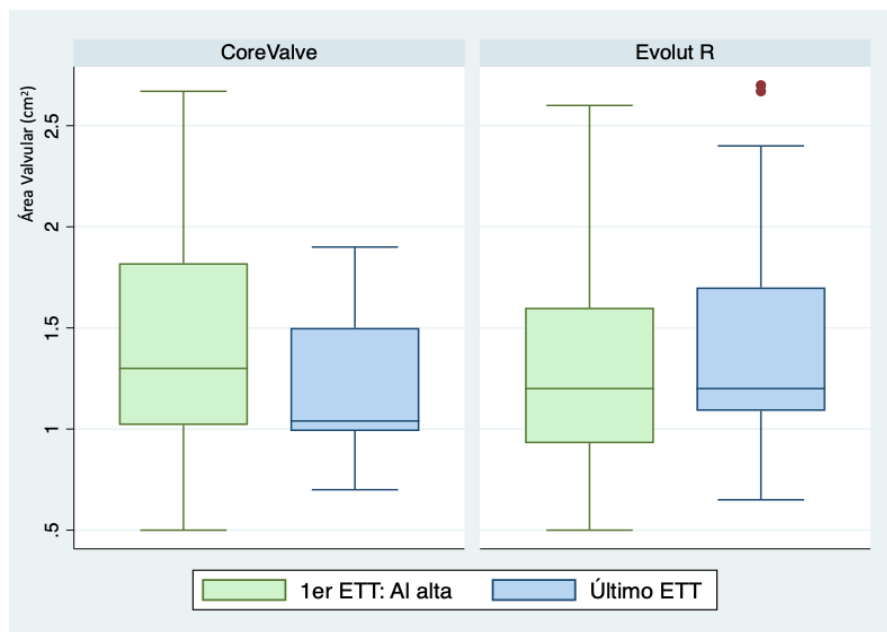 CoreValve
Evolut R
Área Valvular (cm²)
2.5
2
1.5
1
.5
1er ETT: Al alta
Último ETT